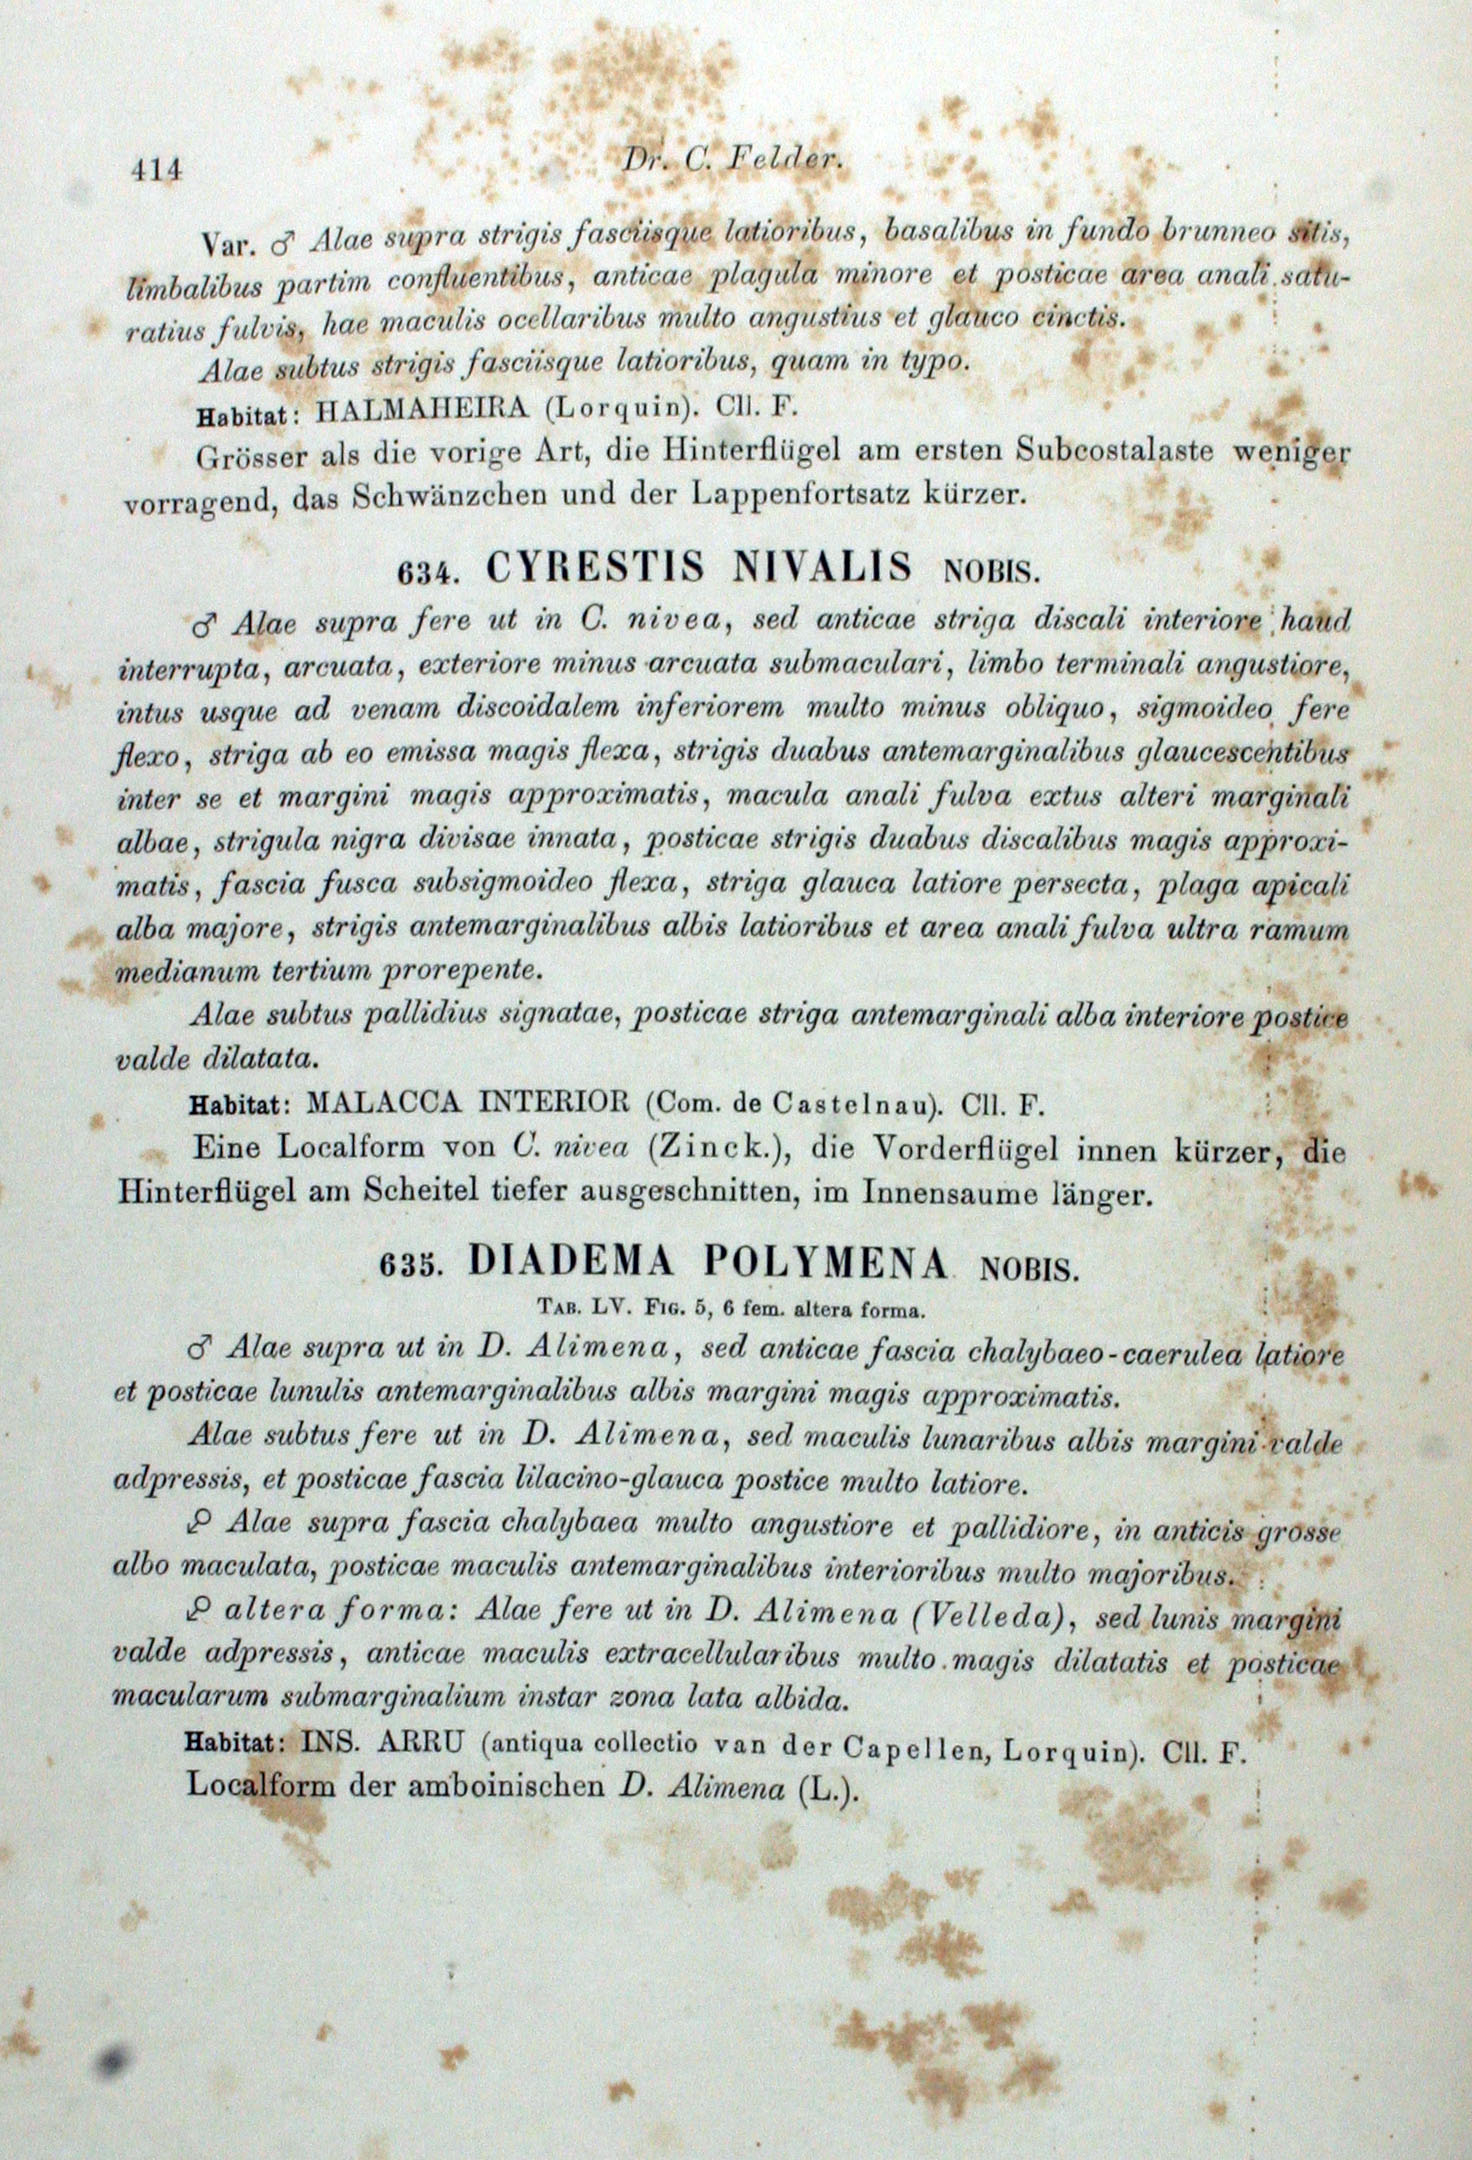 414
Dr. C. Felder.
Var. ♂ Alae supra strigis fasciisque latioribus, basalibus in fundo brunneo sitis,
limbalibus partim confluentibus, anticae plagula minore et posticae area anali satu-
ratius fulvis, hae maculis ocellaribus multo angustius et glauco cinctis.
Alae subtus strigis fasciisque latioribus, quam in typo.
Habitat: HALMAHEIRA (Lorquin). Cll. F.
Grösser als die vorige Art, die Hinterflügel am ersten Subcostalaste weniger
vorragend, das Schwänzchen und der Lappenfortsatz kürzer.
634. CYRESTIS NIVALIS NOBIS.
♂ Alae supra fere ut in C. nivea, sed anticae striga discali interiore haud
interrupta, arcuata, exteriore minus arcuata submaculari, limbo terminali angustiore,
intus usque ad venam discoidalem inferiorem multo minus obliquo, sigmoideo fere
flexo, striga ab eo emissa magis flexa, strigis duabus antemarginalibus glaucescentibus
inter se et margini magis approximatis, macula anali fulva extus alteri marginali
albae, strigula nigra divisae innata, posticae strigis duabus discalibus magis approxi-
matis, fascia fusca subsigmoideo flexa, striga glauca latiore persecta, plaga apicali
alba majore, strigis antemarginalibus albis latioribus et area anali fulva ultra ramum
medianum tertium prorepente.
Alae subtus pallidius signatae, posticae striga antemarginali alba interiore postice
valde dilatata.
Habitat: MALACCA INTERIOR (Com. de Castelnau). Cll. F.
Eine Localform von C. nivea (Zinck.), die Vorderflügel innen kürzer, die
Hinterflügel am Scheitel tiefer ausgeschnitten, im Innensaume länger.
635. DIADEMA POLYMENA NOBIS.
TAB. LV. FIG. 5, 6 fem. altera forma.
♂ Alae supra ut in D. Alimena, sed anticae fascia chalybaeo-caerulea latiore
et posticae lunulis antemarginalibus albis margini magis approximatis.
Alae subtus fere ut in D. Alimena, sed maculis lunaribus albis margini valde
adpressis, et posticae fascia lilacino-glauca postice multo latiore.
♀ Alae supra fascia chalybaea multo angustiore et pallidiore, in anticis grosse
albo maculata, posticae maculis antemarginalibus interioribus multo majoribus.
♀ altera forma: Alae fere ut in D. Alimena (Velleda), sed lunis margini
valde adpressis, anticae maculis extracellularibus multo magis dilatatis et posticae
macularum submarginalium instar zona lata albida.
Habitat: INS. ARRU (antiqua collectio van der Capellen, Lorquin). Cll. F.
Localform der amboinischen D. Alimena (L.).